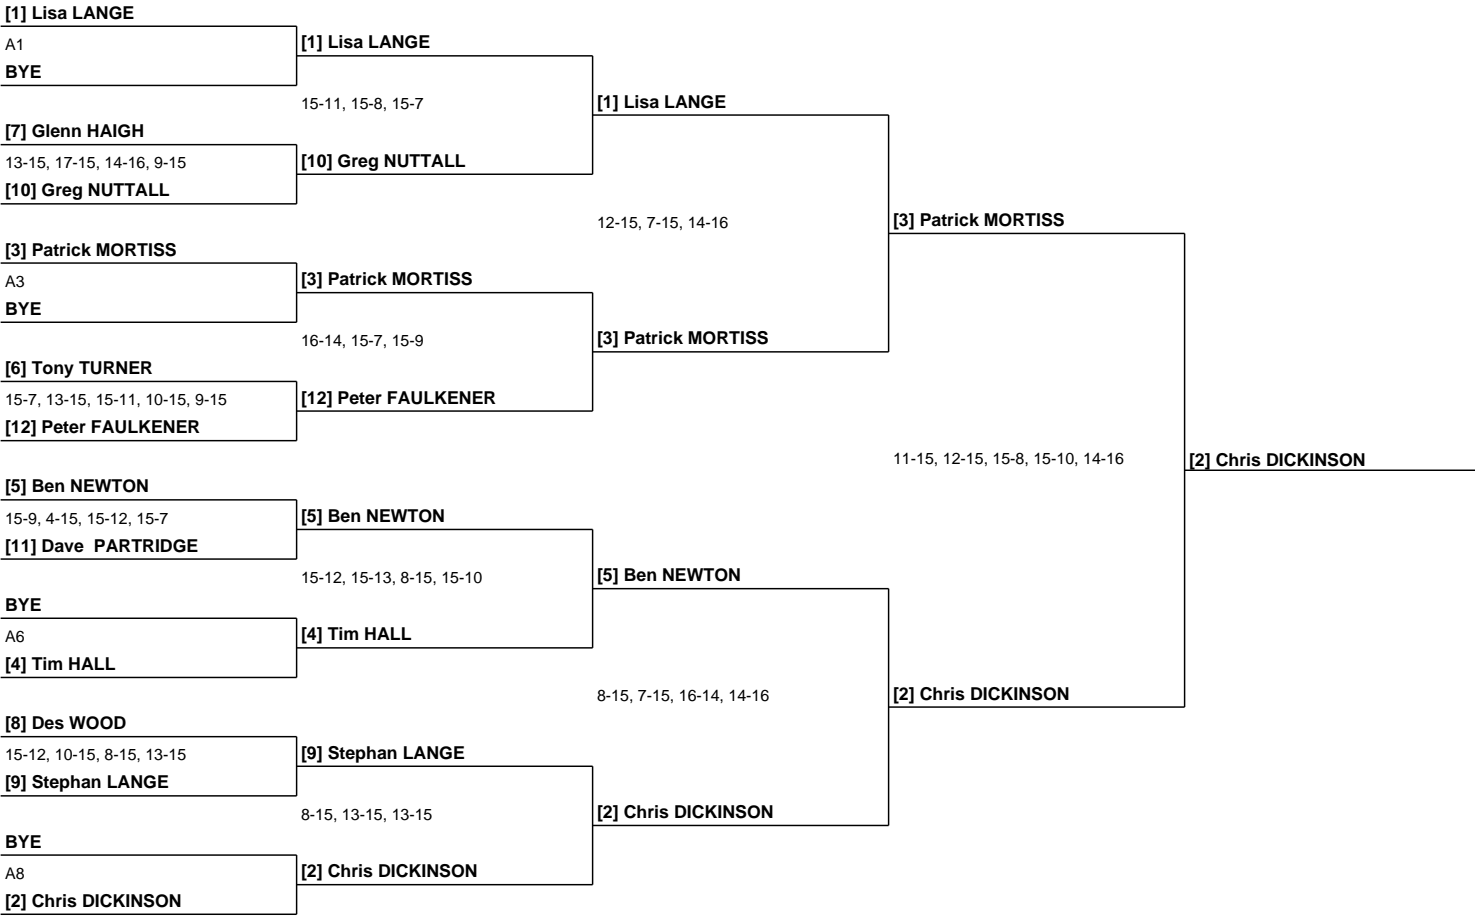 [1] Lisa LANGE
A1
BYE
[7] Glenn HAIGH
13-15, 17-15, 14-16, 9-15
[10] Greg NUTTALL
[3] Patrick MORTISS
A3
BYE
[6] Tony TURNER
15-7, 13-15, 15-11, 10-15, 9-15
[12] Peter FAULKENER
[5] Ben NEWTON
15-9, 4-15, 15-12, 15-7
[11] Dave  PARTRIDGE
BYE
A6
[4] Tim HALL
[8] Des WOOD
15-12, 10-15, 8-15, 13-15
[9] Stephan LANGE
BYE
A8
[2] Chris DICKINSON
[1] Lisa LANGE
15-11, 15-8, 15-7
[10] Greg NUTTALL
[3] Patrick MORTISS
16-14, 15-7, 15-9
[12] Peter FAULKENER
[5] Ben NEWTON
15-12, 15-13, 8-15, 15-10
[4] Tim HALL
[9] Stephan LANGE
8-15, 13-15, 13-15
[2] Chris DICKINSON
[1] Lisa LANGE
12-15, 7-15, 14-16
[3] Patrick MORTISS
[5] Ben NEWTON
8-15, 7-15, 16-14, 14-16
[2] Chris DICKINSON
[3] Patrick MORTISS
11-15, 12-15, 15-8, 15-10, 14-16
[2] Chris DICKINSON
[2] Chris DICKINSON